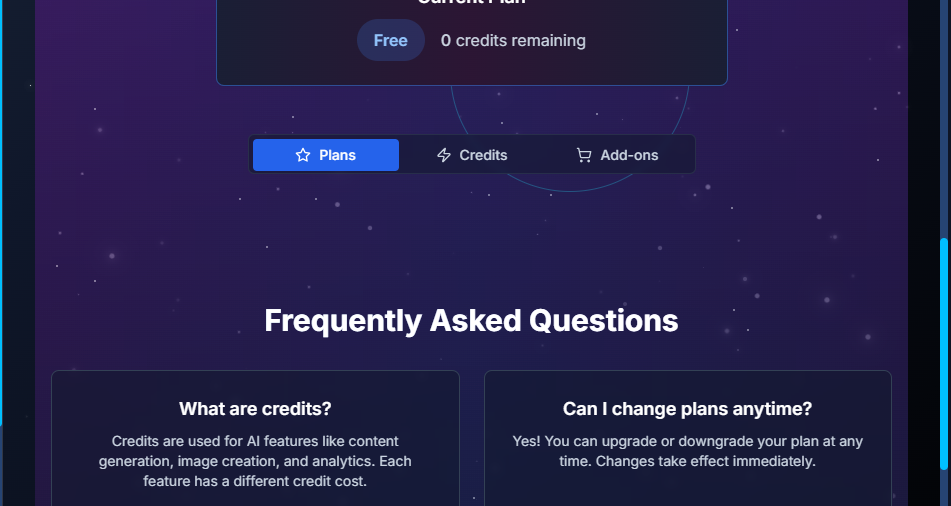 Current Plan
Free
0 credits remaining
Plans
Credits
Add-ons
Frequently Asked Questions
What are credits?
Credits are used for AI features like content
generation, image creation, and analytics. Each
feature has a different credit cost.
Can I change plans anytime?
Yes! You can upgrade or downgrade your plan at any
time. Changes take effect immediately.